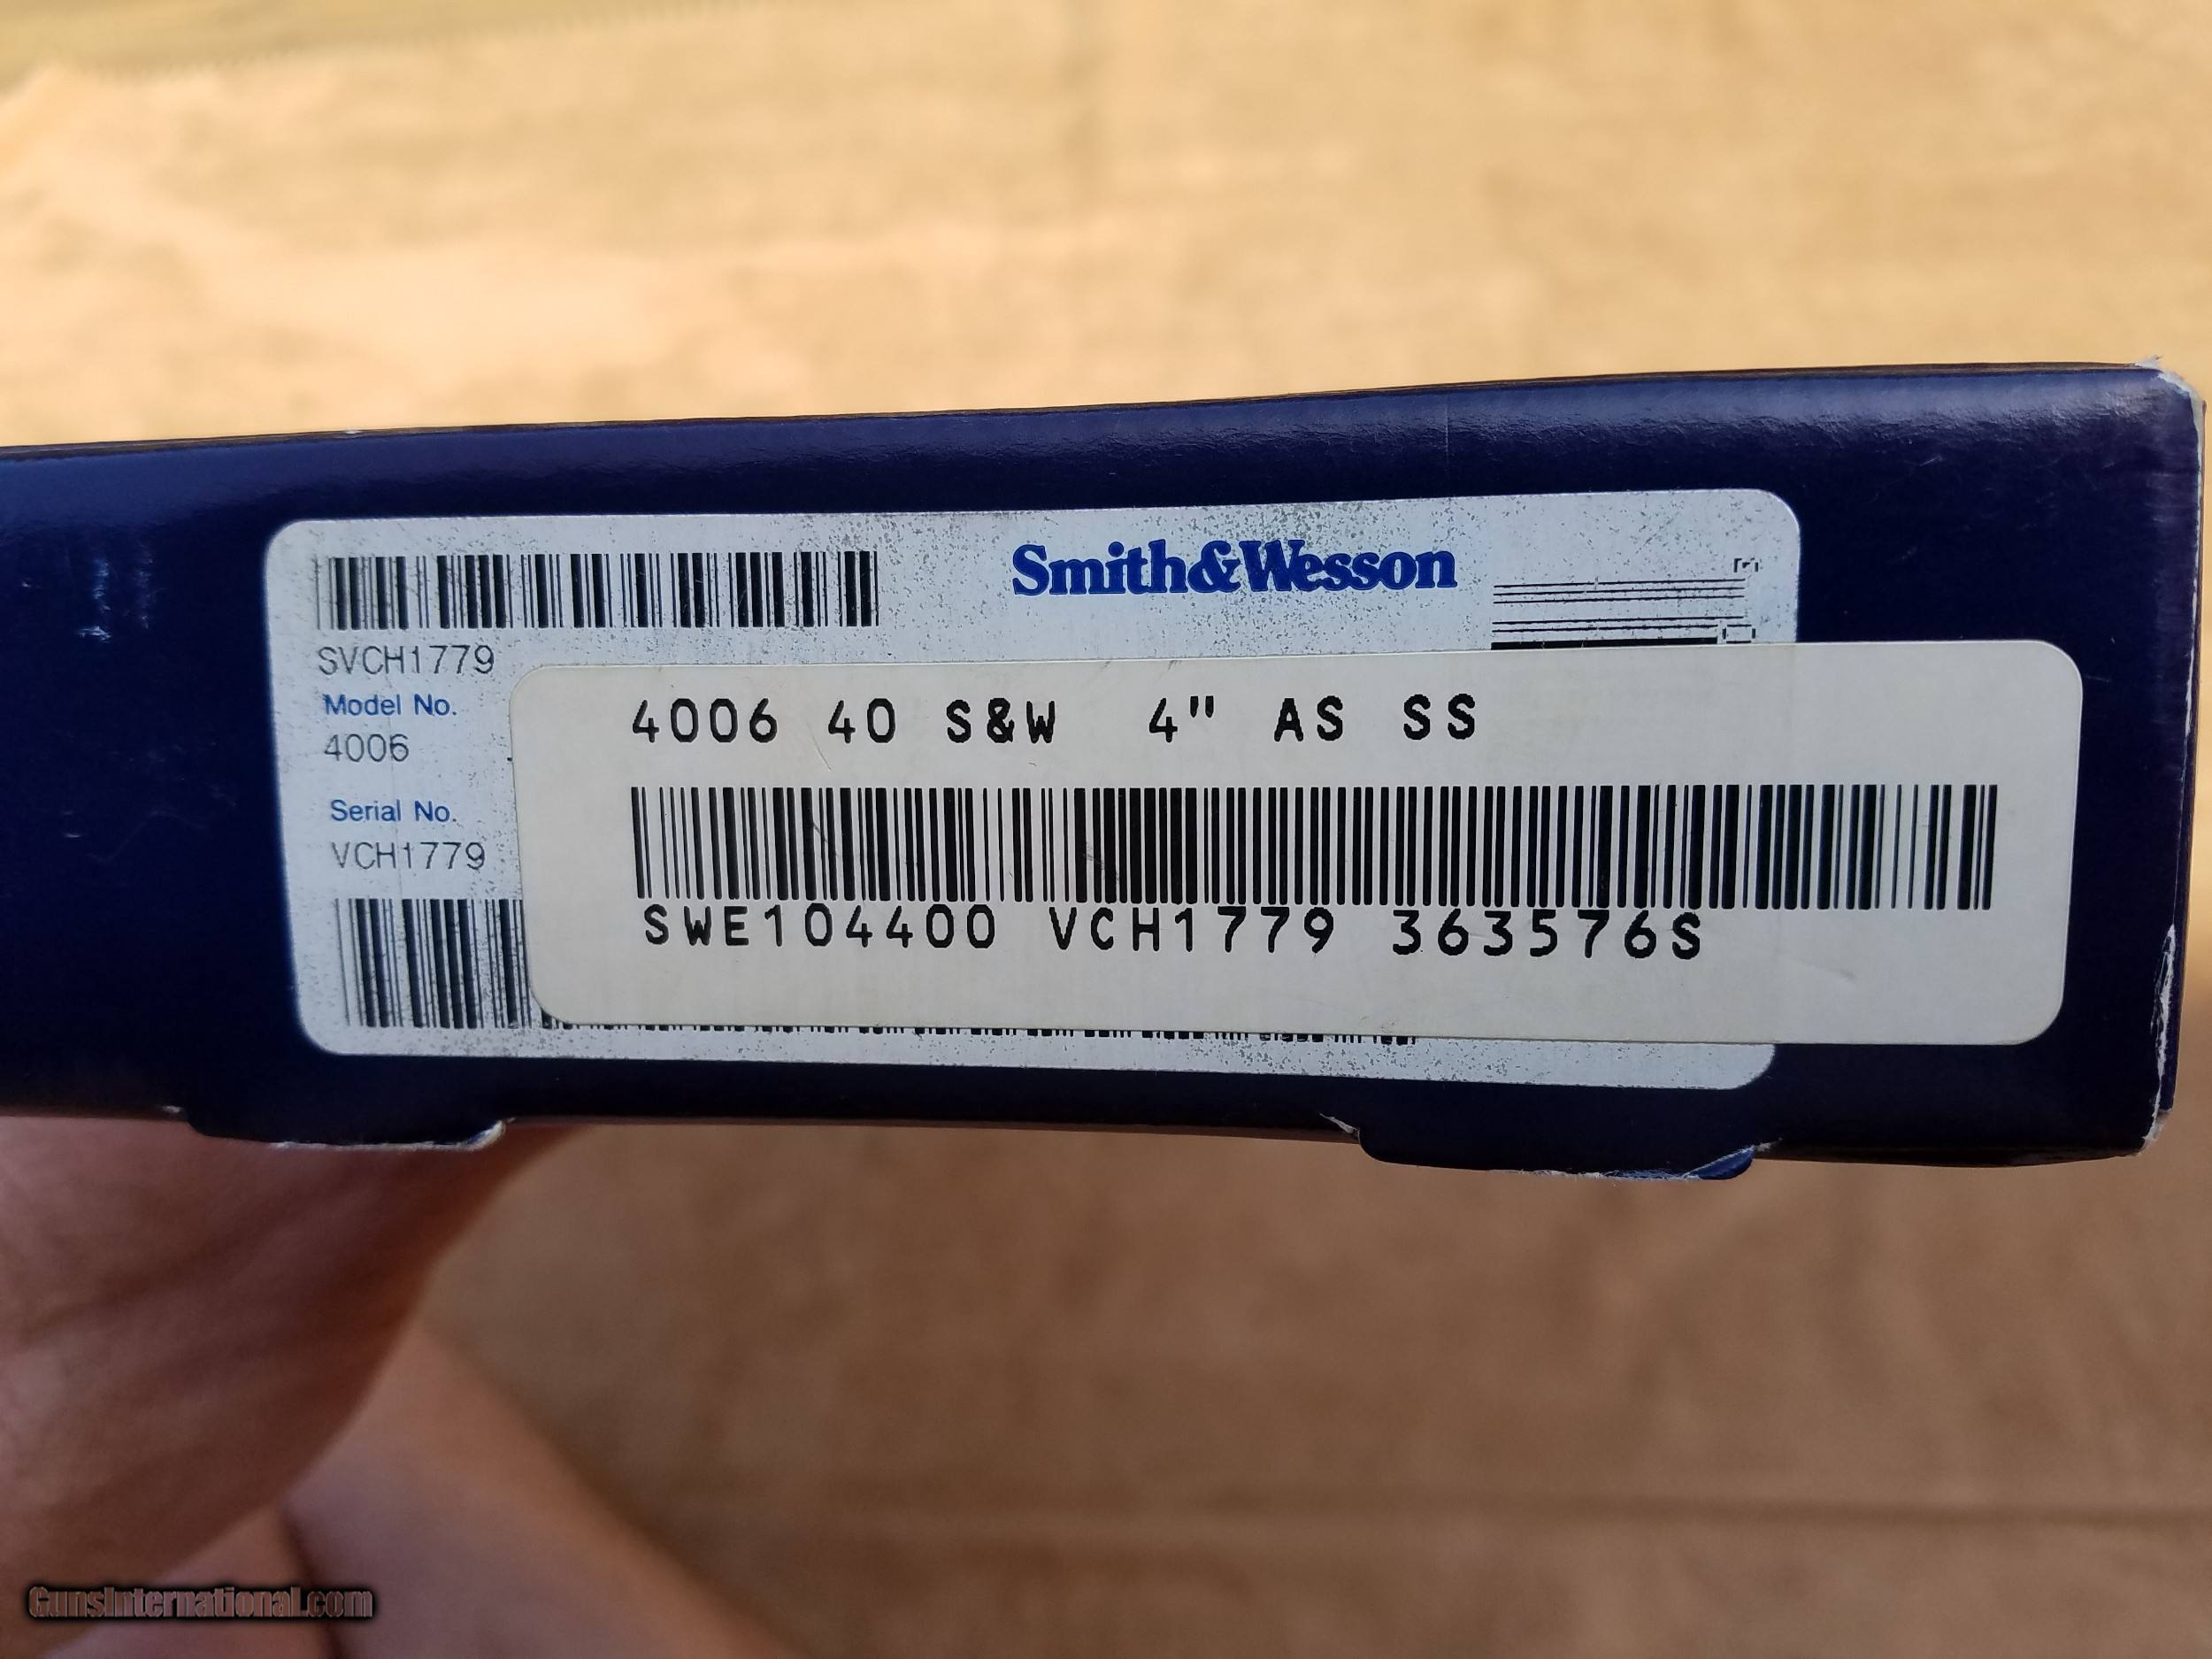 Smith&Wesson
SVCH1779
Model No.
4006
Serial No.
VCH1779
4006 40 S&W 4" AS SS
SWE104400 VCH1779 363576S
GunsInternational.com